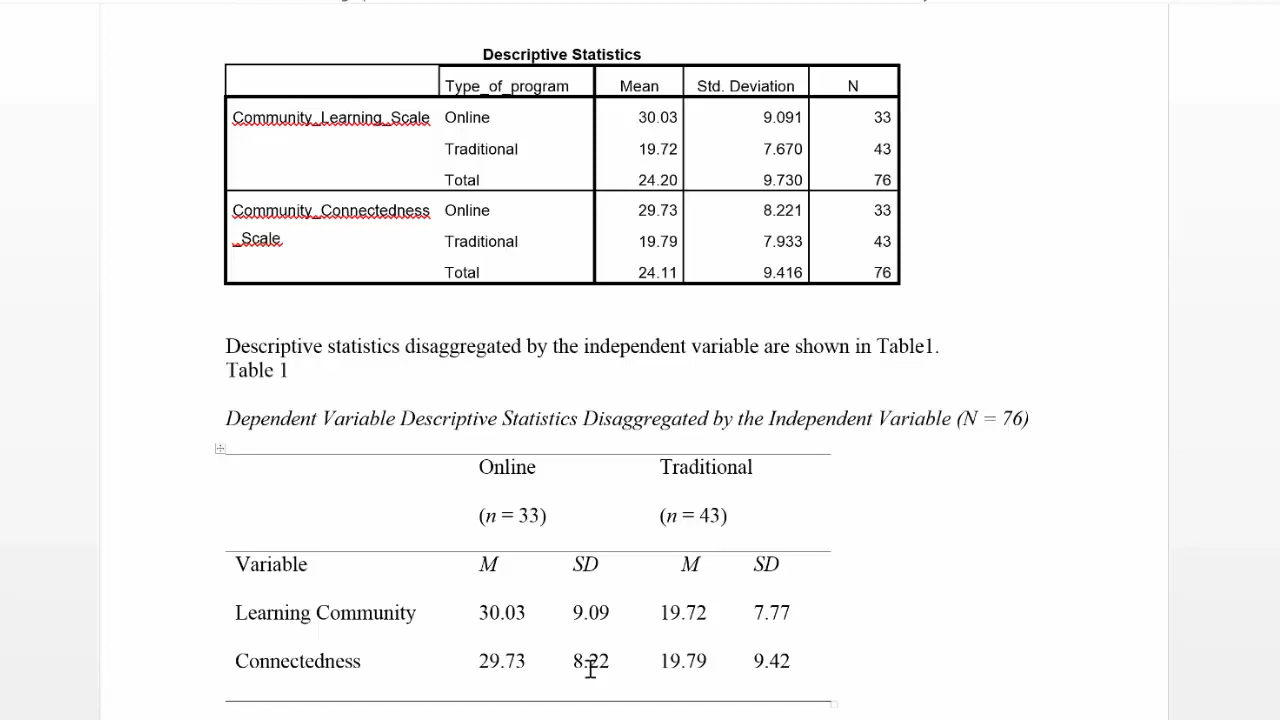 Descriptive Statistics
Type_of_program Mean Std. Deviation N
Community_Learning_Scale Online 30.03 9.091 33
Traditional 19.72 7.670 43
Total 24.20 9.730 76
Community_Connectedness Online 29.73 8.221 33
_Scale Traditional 19.79 7.933 43
Total 24.11 9.416 76
Descriptive statistics disaggregated by the independent variable are shown in Table1.
Table 1
Dependent Variable Descriptive Statistics Disaggregated by the Independent Variable (N = 76)
Online Traditional
(n = 33) (n = 43)
Variable M SD M SD
Learning Community 30.03 9.09 19.72 7.77
Connectedness 29.73 8.22 19.79 9.42